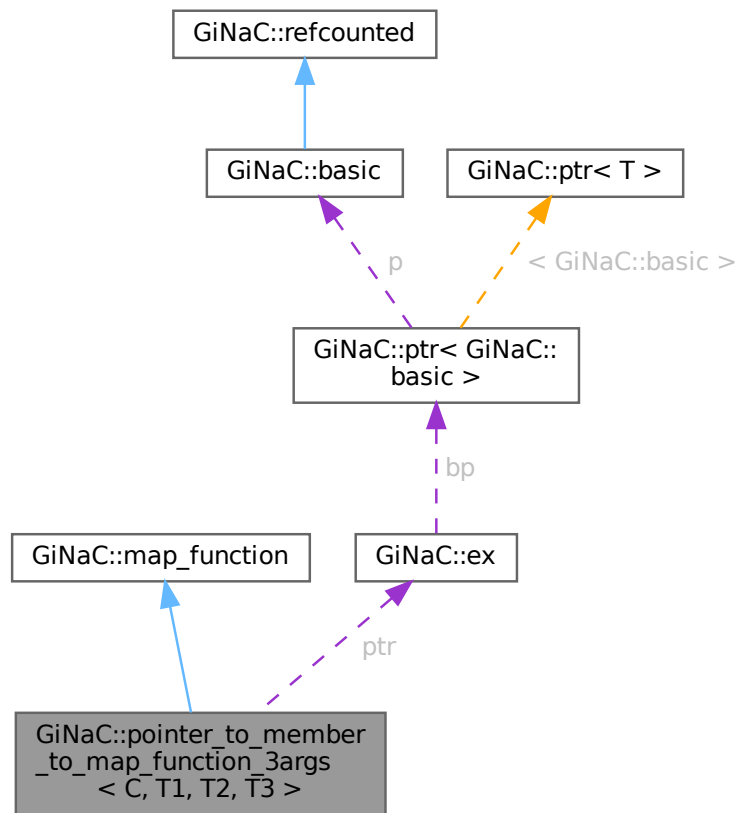 GiNaC::refcounted
GiNaC::basic
GiNaC::ptr< T >
p
< GiNaC::basic >
GiNaC::ptr< GiNaC::
basic >
bp
GiNaC::map_function
GiNaC::ex
ptr
GiNaC::pointer_to_member
_to_map_function_3args
< C, T1, T2, T3 >